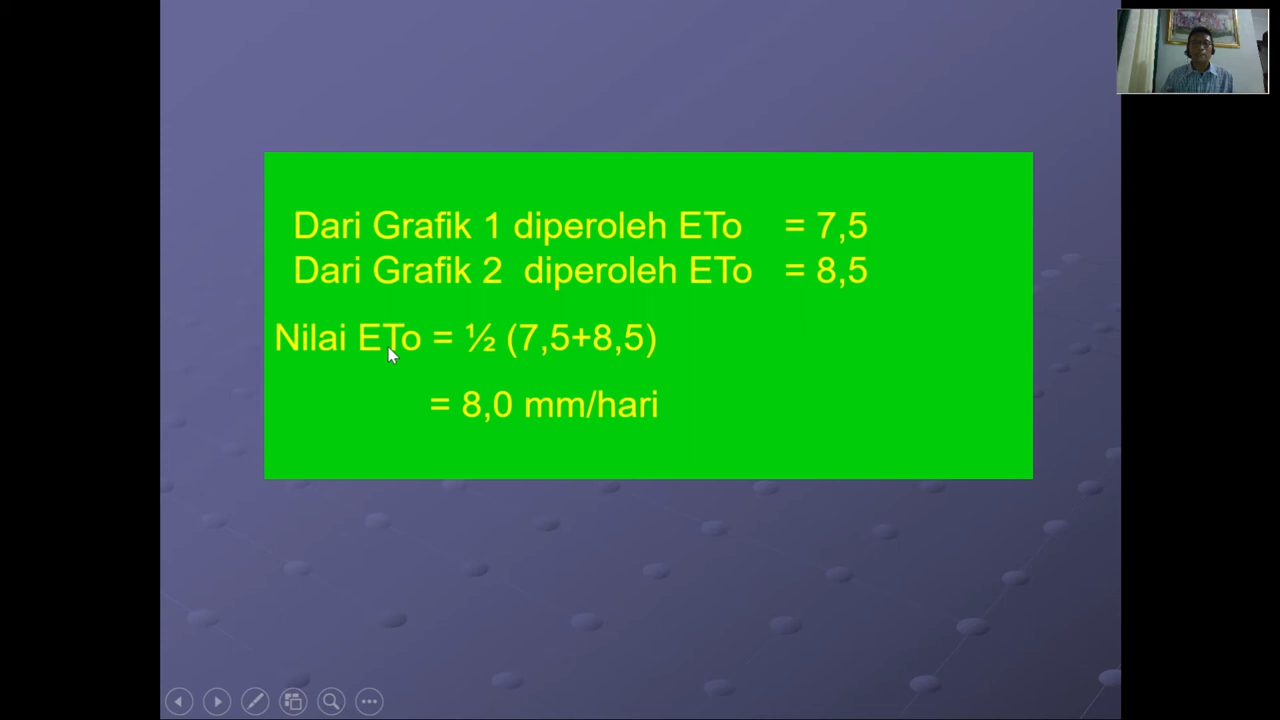 Dari Grafik 1 diperoleh ETo = 7,5
Dari Grafik 2 diperoleh ETo = 8,5
Nilai ETo = ½ (7,5+8,5)
= 8,0 mm/hari